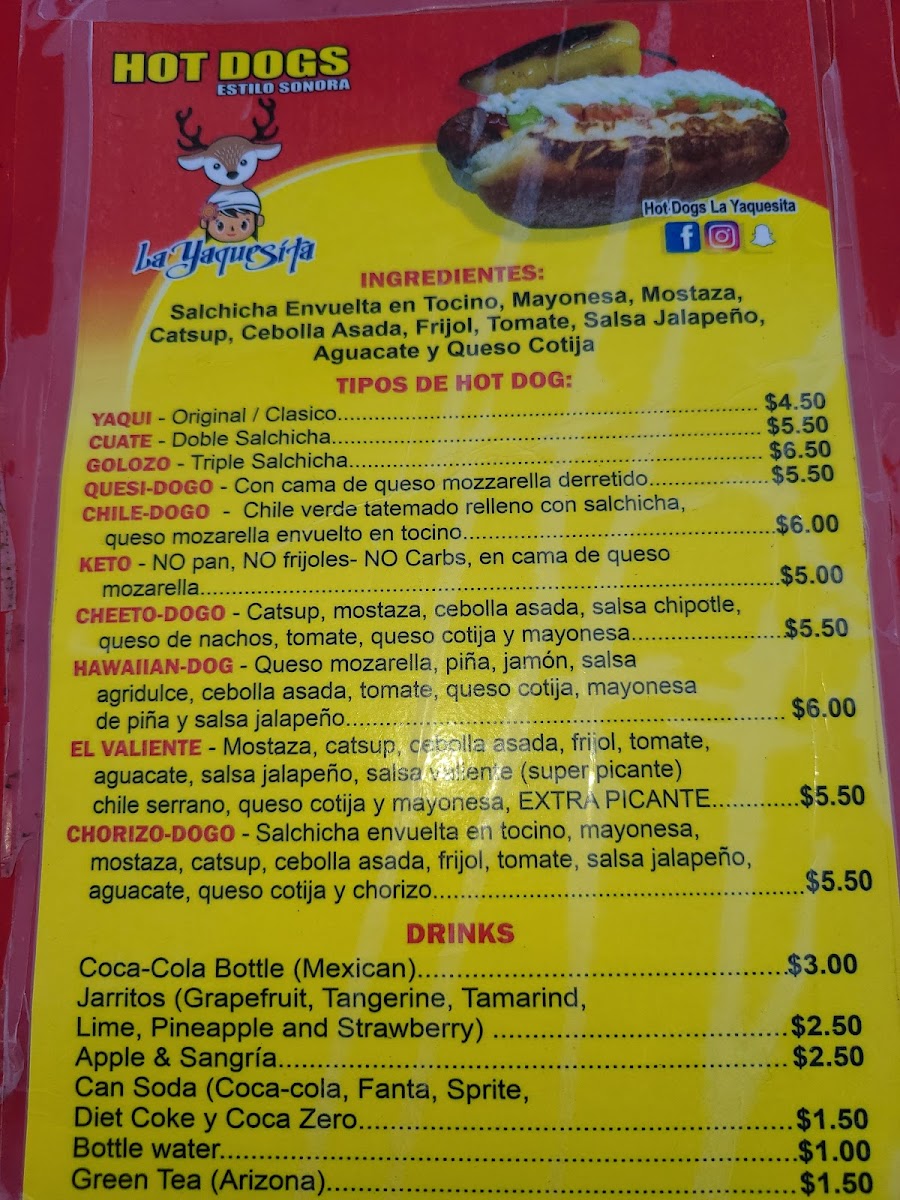 HOT DOGS
ESTILO SONORA
La Yaquesita
Hot Dogs La Yaquesita
INGREDIENTES:
Salchicha Envuelta en Tocino, Mayonesa, Mostaza,
Catsup, Cebolla Asada, Frijol, Tomate, Salsa Jalapeño,
Aguacate y Queso Cotija
TIPOS DE HOT DOG:
YAQUI - Original / Clasico........ $4.50
CUATE - Doble Salchicha........ $5.50
GOLOZO - Triple Salchicha........ $6.50
QUESI-DOGO - Con cama de queso mozzarella derretido........ $5.50
CHILE-DOGO - Chile verde tatemado relleno con salchicha,
queso mozarella envuelto en tocino........ $6.00
KETO - NO pan, NO frijoles- NO Carbs, en cama de queso
mozarella........ $5.00
CHEETO-DOGO - Catsup, mostaza, cebolla asada, salsa chipotle,
queso de nachos, tomate, queso cotija y mayonesa........ $5.50
HAWAIIAN-DOG - Queso mozarella, piña, jamón, salsa
agridulce, cebolla asada, tomate, queso cotija, mayonesa
de piña y salsa jalapeño........ $6.00
EL VALIENTE - Mostaza, catsup, cebolla asada, frijol, tomate,
aguacate, salsa jalapeño, salsa valiente (super picante)
chile serrano, queso cotija y mayonesa, EXTRA PICANTE........ $5.50
CHORIZO-DOGO - Salchicha envuelta en tocino, mayonesa,
mostaza, catsup, cebolla asada, frijol, tomate, salsa jalapeño,
aguacate, queso cotija y chorizo........ $5.50
DRINKS
Coca-Cola Bottle (Mexican)........ $3.00
Jarritos (Grapefruit, Tangerine, Tamarind,
Lime, Pineapple and Strawberry) ........ $2.50
Apple & Sangría........ $2.50
Can Soda (Coca-cola, Fanta, Sprite,
Diet Coke y Coca Zero........ $1.50
Bottle water........ $1.00
Green Tea (Arizona)........ $1.50